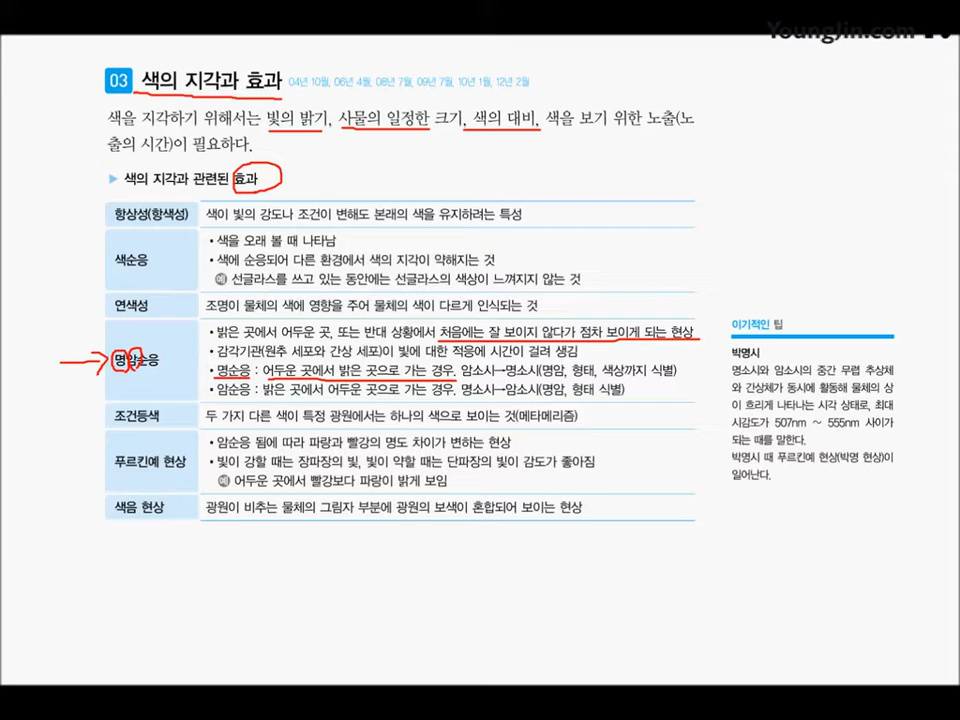 YoungJin.com
03 색의 지각과 효과 04년 10월, 06년 4월, 08년 7월, 09년 7월, 10년 1월, 12년 2월
색을 지각하기 위해서는 빛의 밝기, 사물의 일정한 크기, 색의 대비, 색을 보기 위한 노출(노
출의 시간)이 필요하다.
▶ 색의 지각과 관련된 효과
항상성(항색성) 색이 빛의 강도나 조건이 변해도 본래의 색을 유지하려는 특성
색순응
• 색을 오래 볼 때 나타남
• 색에 순응되어 다른 환경에서 색의 지각이 약해지는 것
예 선글라스를 쓰고 있는 동안에는 선글라스의 색상이 느껴지지 않는 것
연색성 조명이 물체의 색에 영향을 주어 물체의 색이 다르게 인식되는 것
명암순응
• 밝은 곳에서 어두운 곳, 또는 반대 상황에서 처음에는 잘 보이지 않다가 점차 보이게 되는 현상
• 감각기관(원추 세포와 간상 세포)이 빛에 대한 적응에 시간이 걸려 생김
• 명순응 : 어두운 곳에서 밝은 곳으로 가는 경우. 암소시→명소시(명암, 형태, 색상까지 식별)
• 암순응 : 밝은 곳에서 어두운 곳으로 가는 경우. 명소시→암소시(명암, 형태 식별)
조건등색 두 가지 다른 색이 특정 광원에서는 하나의 색으로 보이는 것(메타메리즘)
푸르킨예 현상
• 암순응 됨에 따라 파랑과 빨강의 명도 차이가 변하는 현상
• 빛이 강할 때는 장파장의 빛, 빛이 약할 때는 단파장의 빛이 감도가 좋아짐
예 어두운 곳에서 빨강보다 파랑이 밝게 보임
색음 현상 광원이 비추는 물체의 그림자 부분에 광원의 보색이 혼합되어 보이는 현상
이기적인 팁
박명시
명소시와 암소시의 중간 무렵 추상체
와 간상체가 동시에 활동해 물체의 상
이 흐리게 나타나는 시각 상태로, 최대
시감도가 507nm ~ 555nm 사이가
되는 때를 말한다.
박명시 때 푸르킨예 현상(박명 현상)이
일어난다.